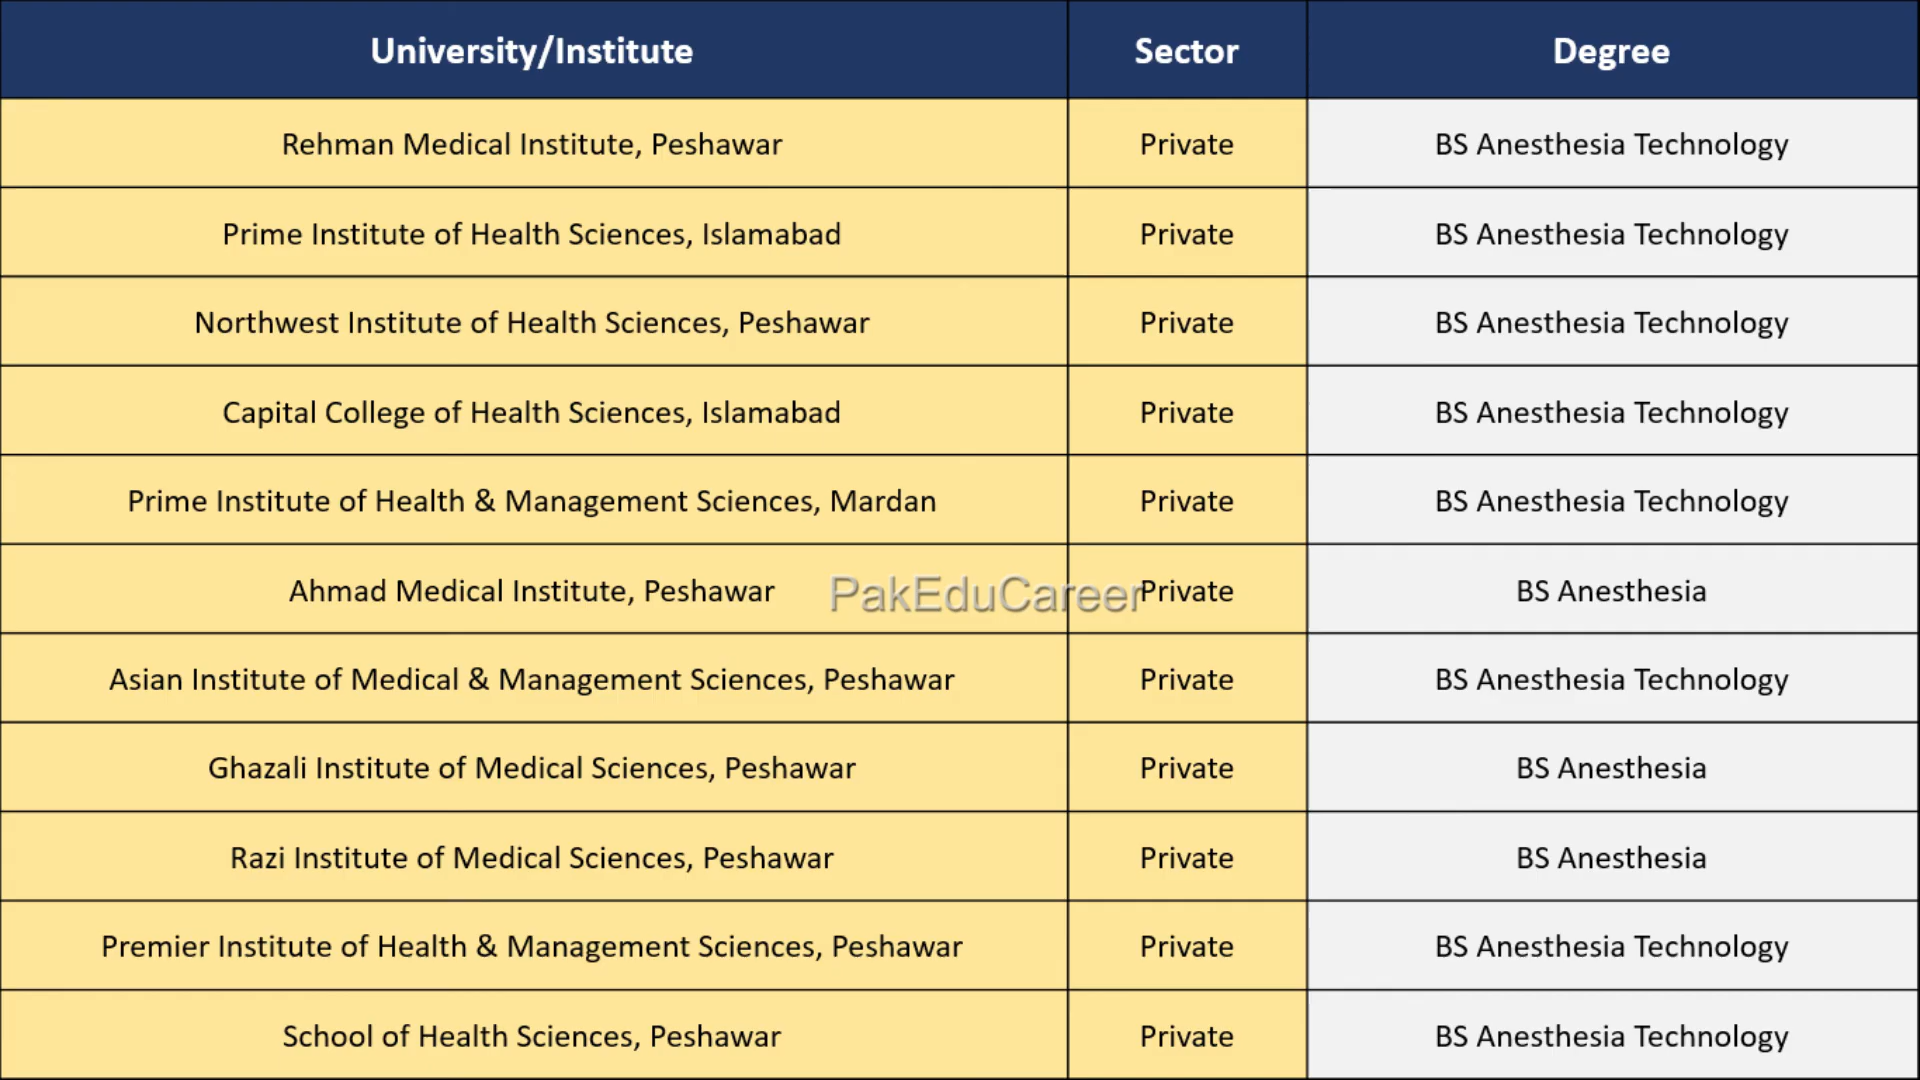 University/Institute Sector Degree
Rehman Medical Institute, Peshawar Private BS Anesthesia Technology
Prime Institute of Health Sciences, Islamabad Private BS Anesthesia Technology
Northwest Institute of Health Sciences, Peshawar Private BS Anesthesia Technology
Capital College of Health Sciences, Islamabad Private BS Anesthesia Technology
Prime Institute of Health & Management Sciences, Mardan Private BS Anesthesia Technology
Ahmad Medical Institute, Peshawar Private BS Anesthesia
PakEduCareer
Asian Institute of Medical & Management Sciences, Peshawar Private BS Anesthesia Technology
Ghazali Institute of Medical Sciences, Peshawar Private BS Anesthesia
Razi Institute of Medical Sciences, Peshawar Private BS Anesthesia
Premier Institute of Health & Management Sciences, Peshawar Private BS Anesthesia Technology
School of Health Sciences, Peshawar Private BS Anesthesia Technology